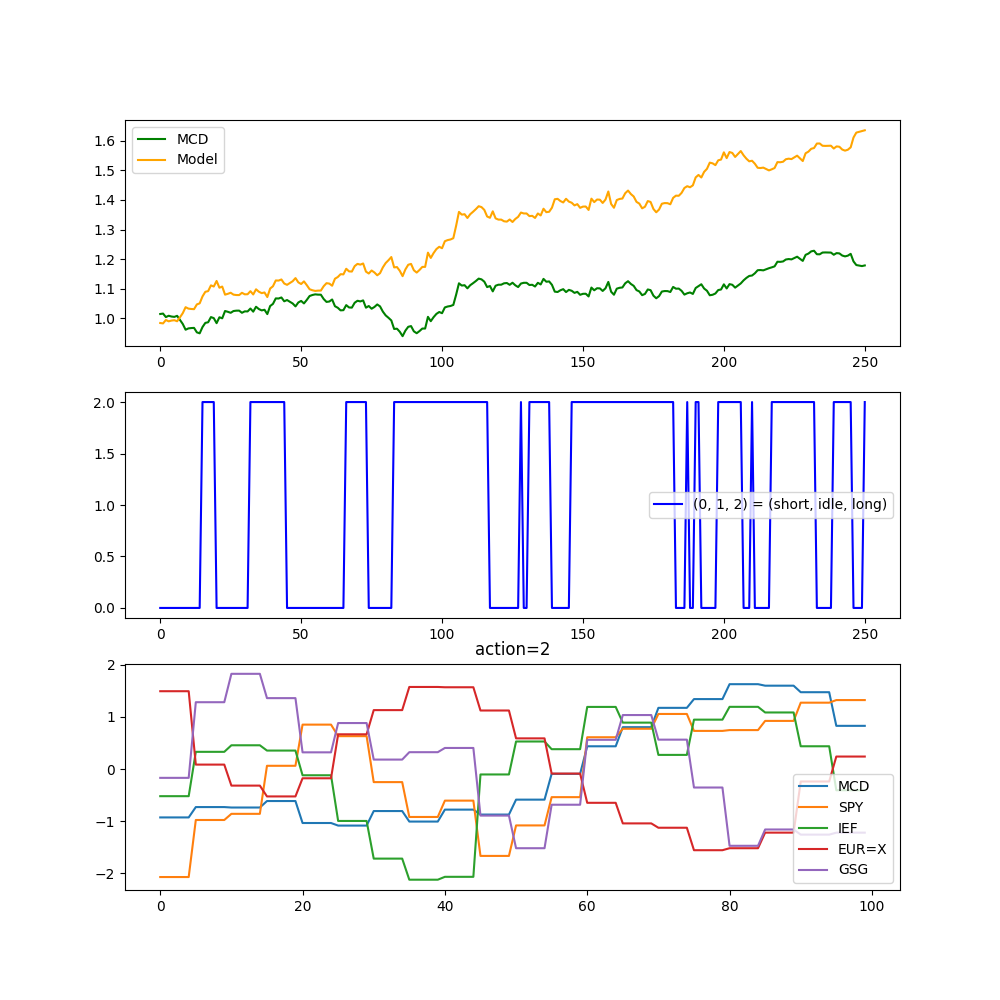 MCD
Model
1.6
1.5
1.4
1.3
1.2
1.1
1.0
0 50 100 150 200 250
2.0
1.5
1.0
0.5
0.0
(0, 1, 2) = (short, idle, long)
0 50 100 150 200 250
action=2
2
1
0
−1
−2
MCD
SPY
IEF
EUR=X
GSG
0 20 40 60 80 100